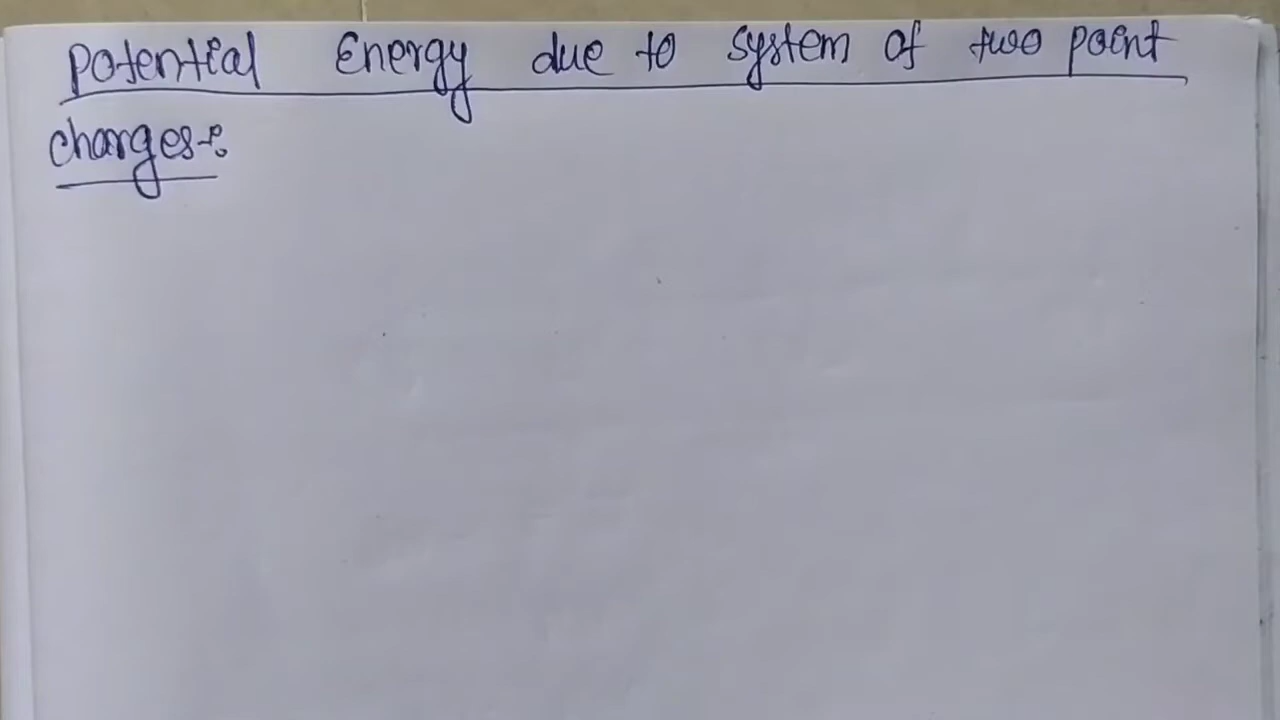 Potential Energy due to system of two point
charges-: